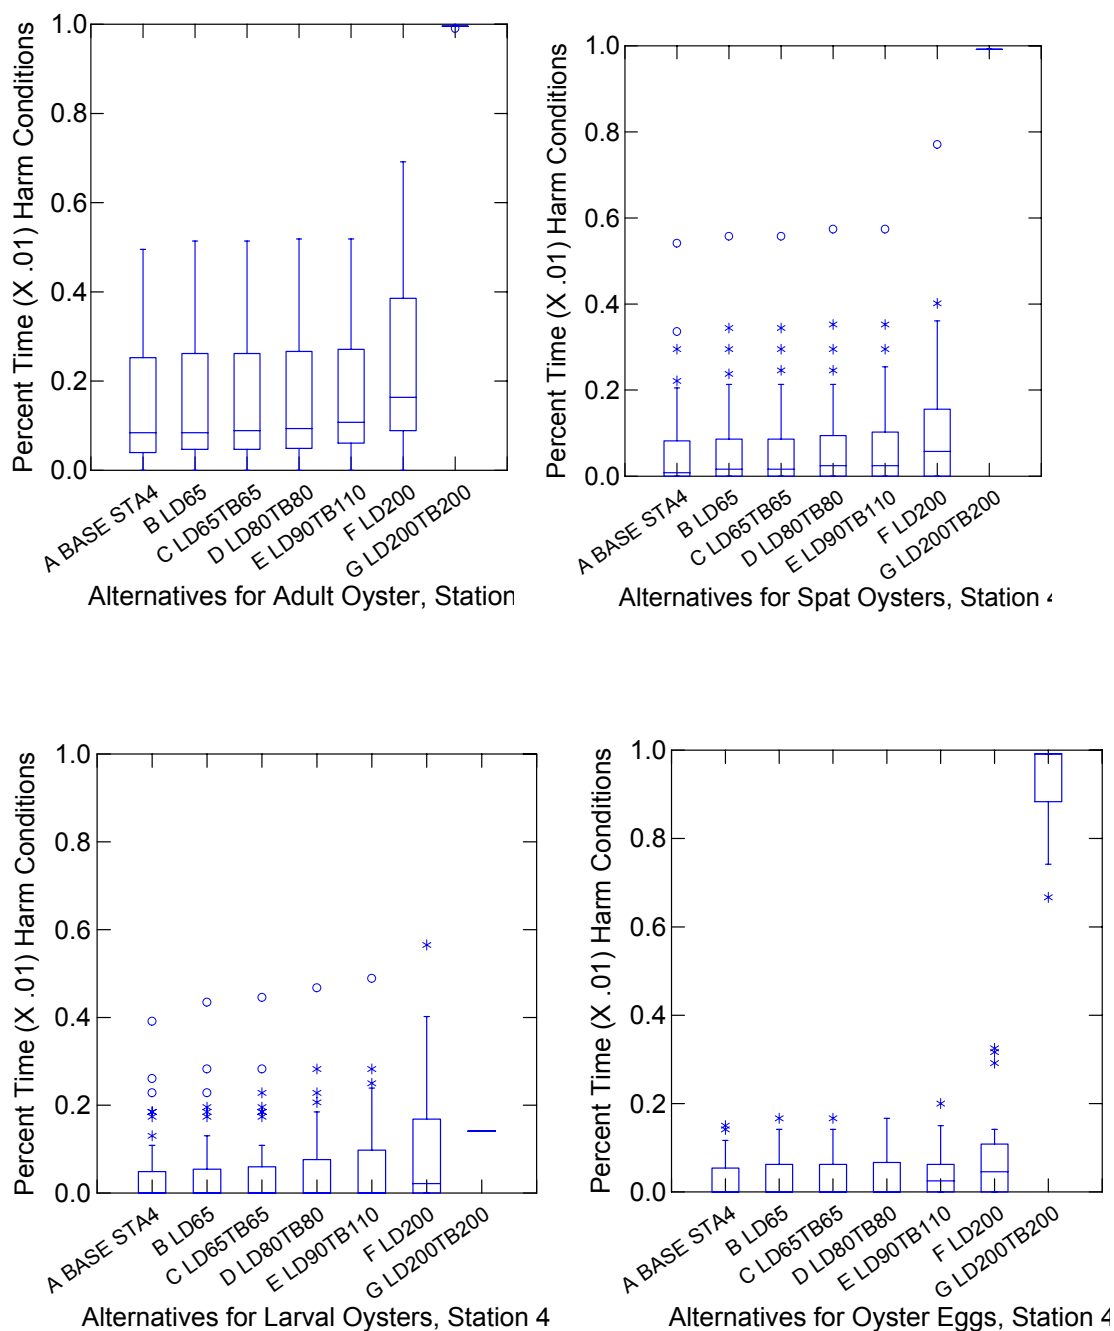 Percent Time (X .01) Harm Conditions
1.0
0.8
0.6
0.4
0.2
0.0
A BASE STA4
B LD65
C LD65TB65
D LD80TB80
E LD90TB110
F LD200
G LD200TB200
Alternatives for Adult Oyster, Station
Percent Time (X .01) Harm Conditions
1.0
0.8
0.6
0.4
0.2
0.0
A BASE STA4
B LD65
C LD65TB65
D LD80TB80
E LD90TB110
F LD200
G LD200TB200
Alternatives for Spat Oysters, Station
Percent Time (X .01) Harm Conditions
1.0
0.8
0.6
0.4
0.2
0.0
A BASE STA4
B LD65
C LD65TB65
D LD80TB80
E LD90TB110
F LD200
G LD200TB200
Alternatives for Larval Oysters, Station 4
Percent Time (X .01) Harm Conditions
1.0
0.8
0.6
0.4
0.2
0.0
A BASE STA4
B LD65
C LD65TB65
D LD80TB80
E LD90TB110
F LD200
G LD200TB200
Alternatives for Oyster Eggs, Station 4